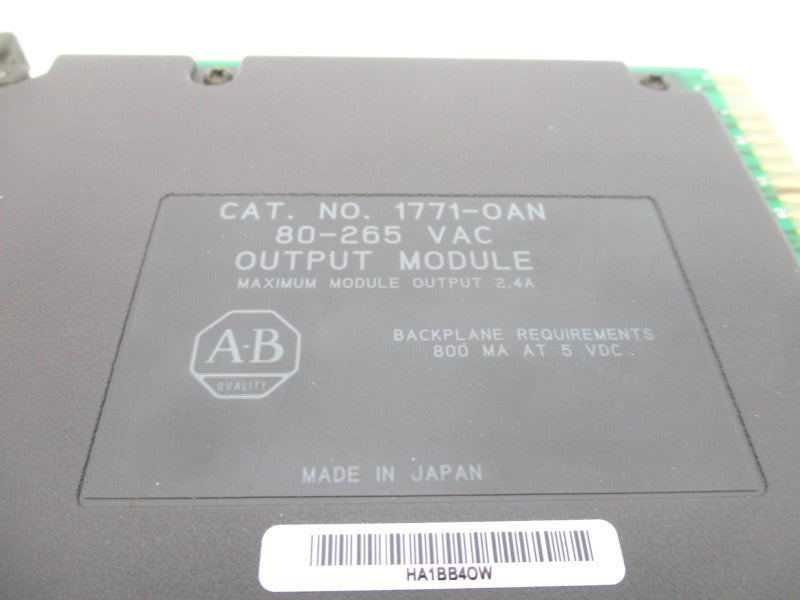 CAT. NO. 1771-OAN
80-265 VAC
OUTPUT MODULE
MAXIMUM MODULE OUTPUT 2.4A
A-B
QUALITY
BACKPLANE REQUIREMENTS
800 MA AT 5 VDC
MADE IN JAPAN
HA1BB4OW